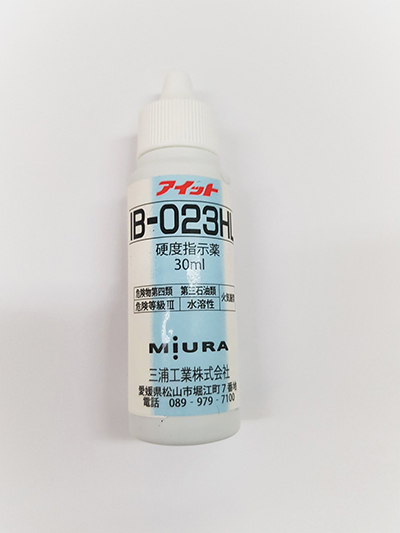 アイット
IB-023HL
硬度指示薬
30ml
危険物第四類 第三石油類
危険等級Ⅲ 水溶性
火気厳
MiURA
三浦工業株式会社
愛媛県松山市堀江町7番地
電話 089-979-7100